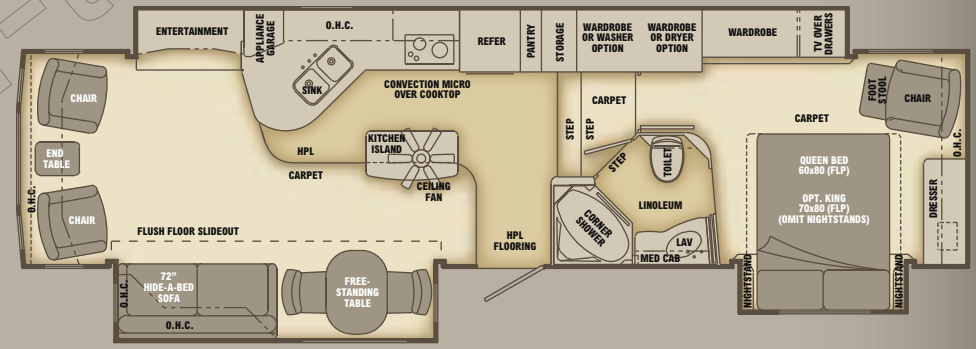 ENTERTAINMENT
APPLIANCE
GARAGE
O.H.C.
REFER
PANTRY
STORAGE
WARDROBE
OR WASHER
OPTION
WARDROBE
OR DRYER
OPTION
WARDROBE
TV OVER
DRAWERS
SINK
CONVECTION MICRO
OVER COOKTOP
CHAIR
END
TABLE
CHAIR
O.H.C.
HPL
CARPET
KITCHEN
ISLAND
CEILING
FAN
STEP
STEP
CARPET
STEP
TOILET
LINOLEUM
CORNER
SHOWER
LAV
MED CAB
HPL
FLOORING
CARPET
FOOT
STOOL
CHAIR
O.H.C.
DRESSER
QUEEN BED
60x80 (FLP)
OPT. KING
70x80 (FLP)
(OMIT NIGHTSTANDS)
NIGHTSTAND
NIGHTSTAND
FLUSH FLOOR SLIDEOUT
O.H.C.
72"
HIDE-A-BED
SOFA
O.H.C.
FREE-
STANDING
TABLE